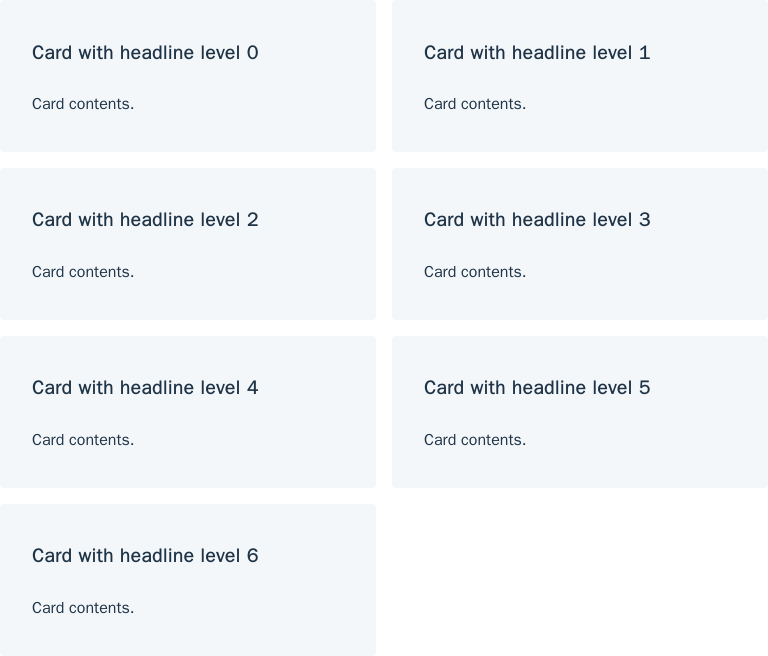 Card with headline level 0
Card contents.
Card with headline level 1
Card contents.
Card with headline level 2
Card contents.
Card with headline level 3
Card contents.
Card with headline level 4
Card contents.
Card with headline level 5
Card contents.
Card with headline level 6
Card contents.